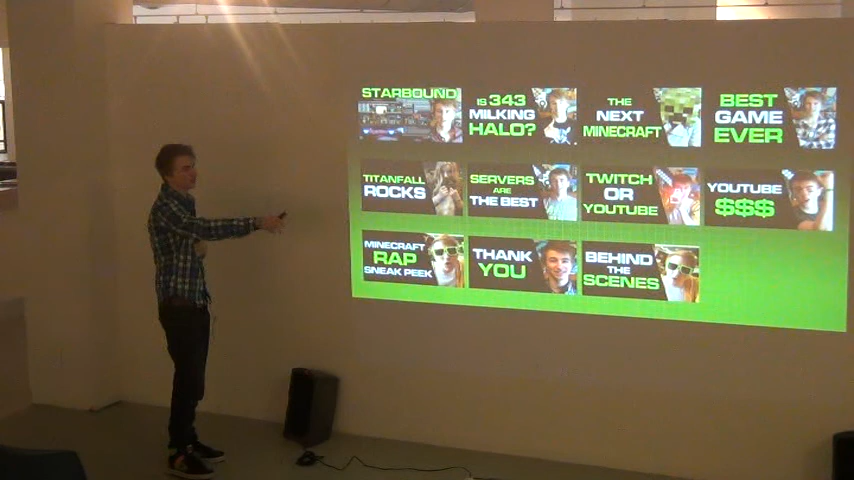 STARBOUND
IS 343
MILKING
HALO?
THE
NEXT
MINECRAFT
BEST
GAME
EVER
TITANFALL
ROCKS
SERVERS
ARE
THE BEST
TWITCH
OR
YOUTUBE
YOUTUBE
$$$
MINECRAFT
RAP
SNEAK PEEK
THANK
YOU
BEHIND
THE
SCENES